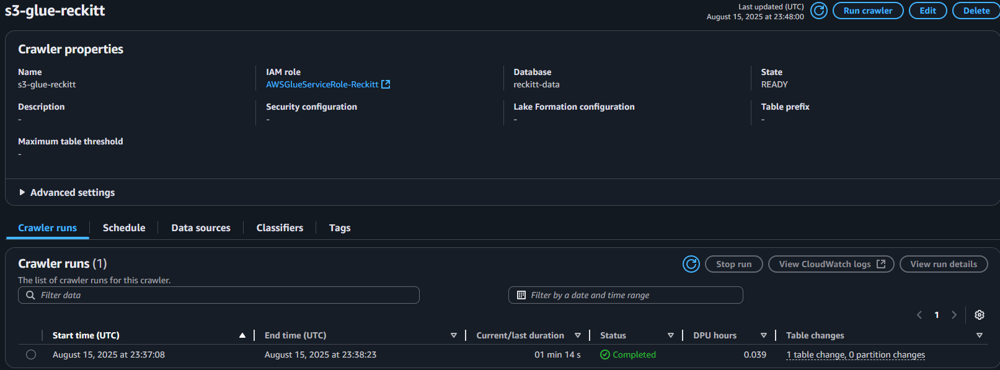 s3-glue-reckitt
Last updated (UTC)
August 15, 2025 at 23:48:00
Run crawler
Edit
Delete
Crawler properties
Name
s3-glue-reckitt
IAM role
AWSGlueServiceRole-Reckitt
Database
reckitt-data
State
READY
Description
-
Security configuration
-
Lake Formation configuration
-
Table prefix
-
Maximum table threshold
-
Advanced settings
Crawler runs
Schedule
Data sources
Classifiers
Tags
Crawler runs (1)
The list of crawler runs for this crawler.
Stop run
View CloudWatch logs
View run details
Filter data
Filter by a date and time range
1
Start time (UTC)
End time (UTC)
Current/last duration
Status
DPU hours
Table changes
August 15, 2025 at 23:37:08
August 15, 2025 at 23:38:23
01 min 14 s
Completed
0.039
1 table change, 0 partition changes